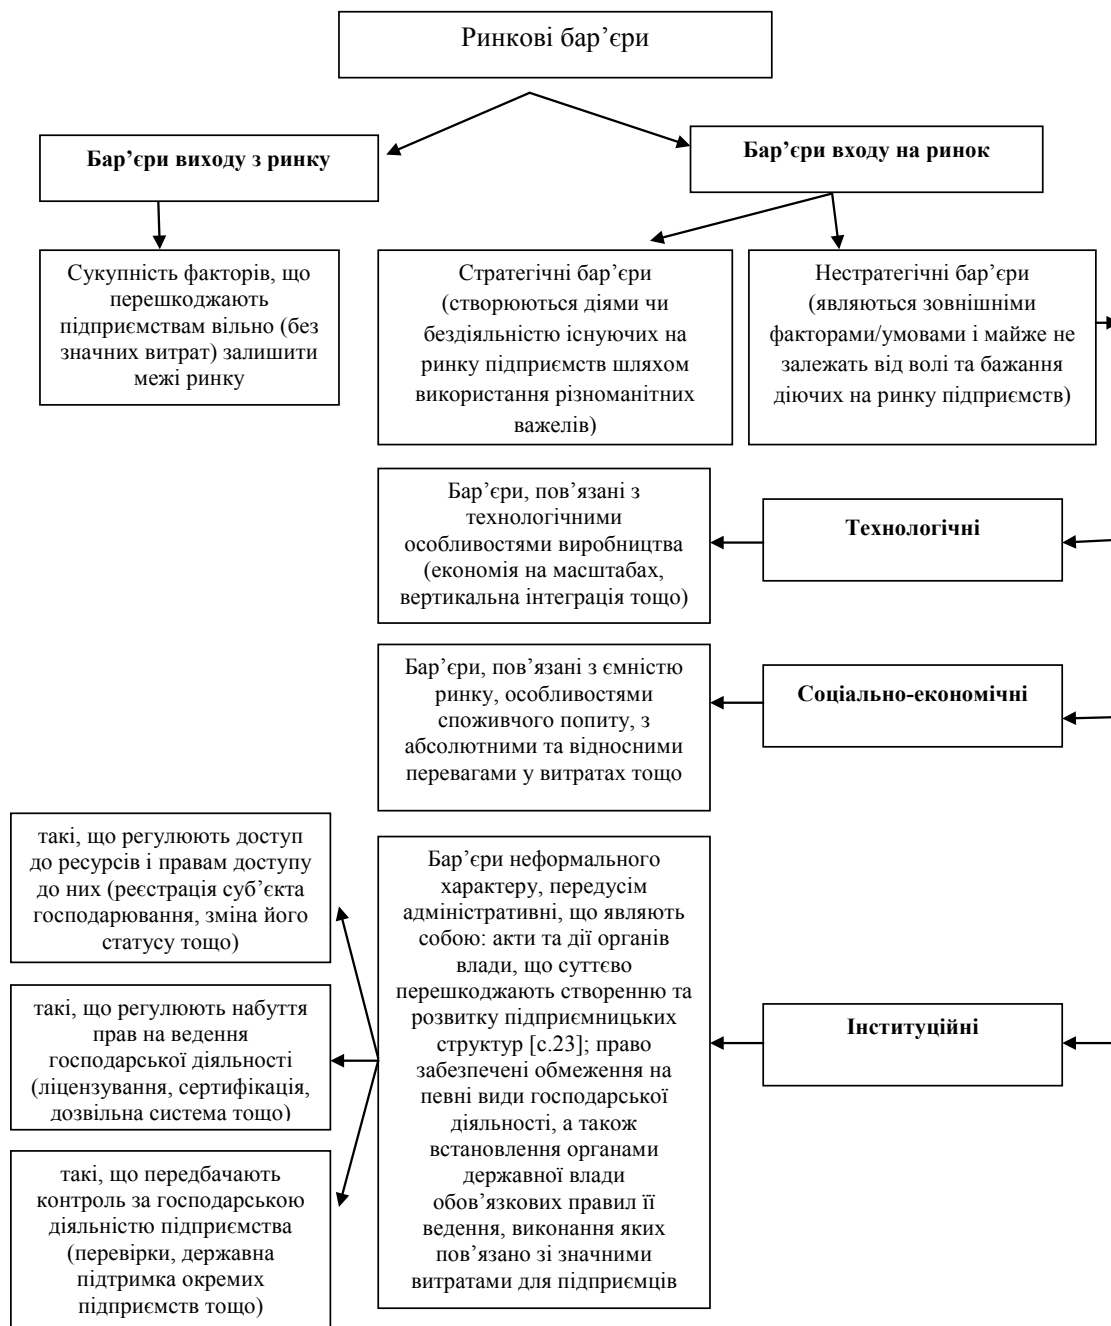 Ринкові бар’єри
Бар’єри виходу з ринку
Бар’єри входу на ринок
Сукупність факторів, що
перешкоджають
підприємствам вільно (без
значних витрат) залишити
межі ринку
Стратегічні бар’єри
(створюються діями чи
бездіяльністю існуючих на
ринку підприємств шляхом
використання різноманітних
важелів)
Нестратегічні бар’єри
(являються зовнішніми
факторами/умовами і майже не
залежать від волі та бажання
діючих на ринку підприємств)
Бар’єри, пов’язані з
технологічними
особливостями виробництва
(економія на масштабах,
вертикальна інтеграція тощо)
Технологічні
Бар’єри, пов’язані з ємністю
ринку, особливостями
споживчого попиту, з
абсолютними та відносними
перевагами у витратах тощо
Соціально-економічні
такі, що регулюють доступ
до ресурсів і правам доступу
до них (реєстрація суб’єкта
господарювання, зміна його
статусу тощо)
такі, що регулюють набуття
прав на ведення
господарської діяльності
(ліцензування, сертифікація,
дозвільна система тощо)
такі, що передбачають
контроль за господарською
діяльністю підприємства
(перевірки, державна
підтримка окремих
підприємств тощо)
Бар’єри неформального
характеру, передусім
адміністративні, що являють
собою: акти та дії органів
влади, що суттєво
перешкоджають створенню та
розвитку підприємницьких
структур [с.23]; право
забезпечені обмеження на
певні види господарської
діяльності, а також
встановлення органами
державної влади
обов’язкових правил її
ведення, виконання яких
пов’язано зі значними
витратами для підприємців
Інституційні